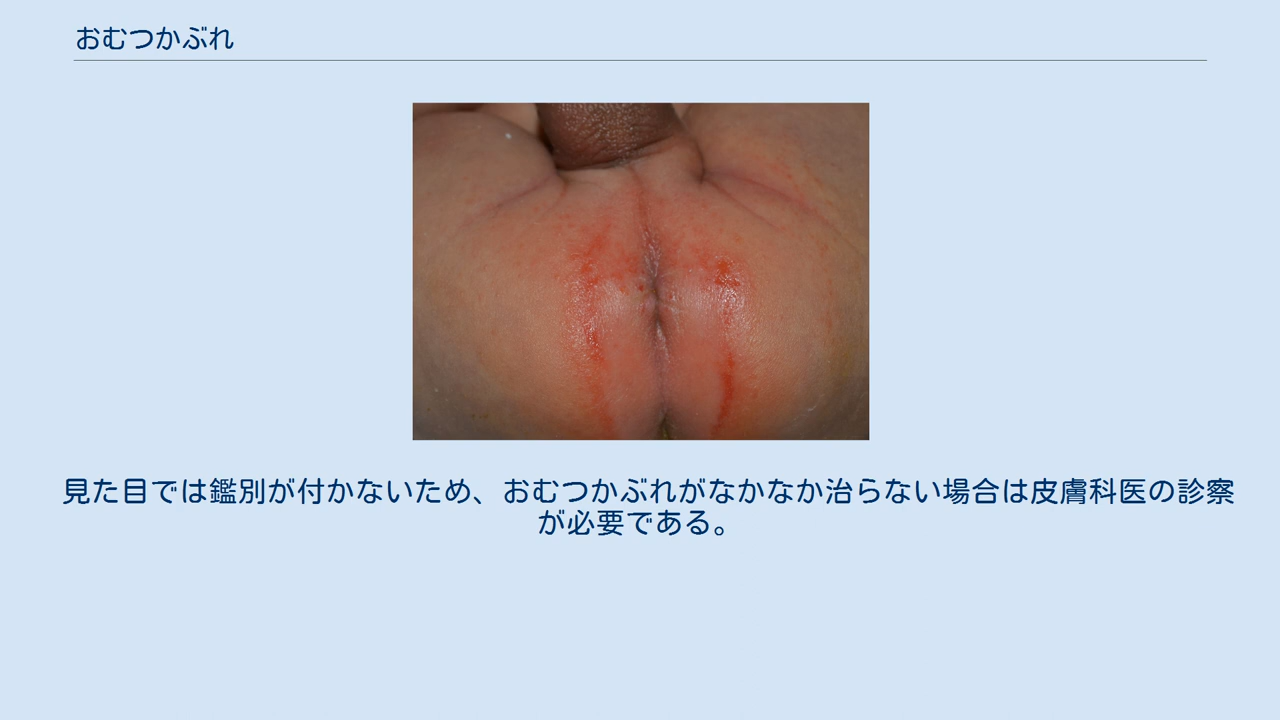 おむつかぶれ
見た目では鑑別が付かないため、おむつかぶれがなかなか治らない場合は皮膚科医の診察
が必要である。